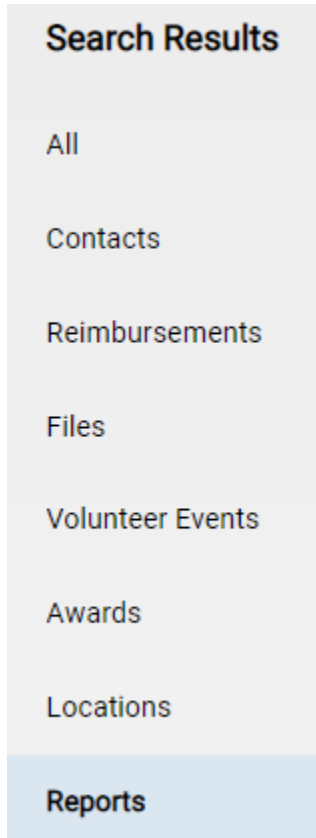 Search Results
All
Contacts
Reimbursements
Files
Volunteer Events
Awards
Locations
Reports